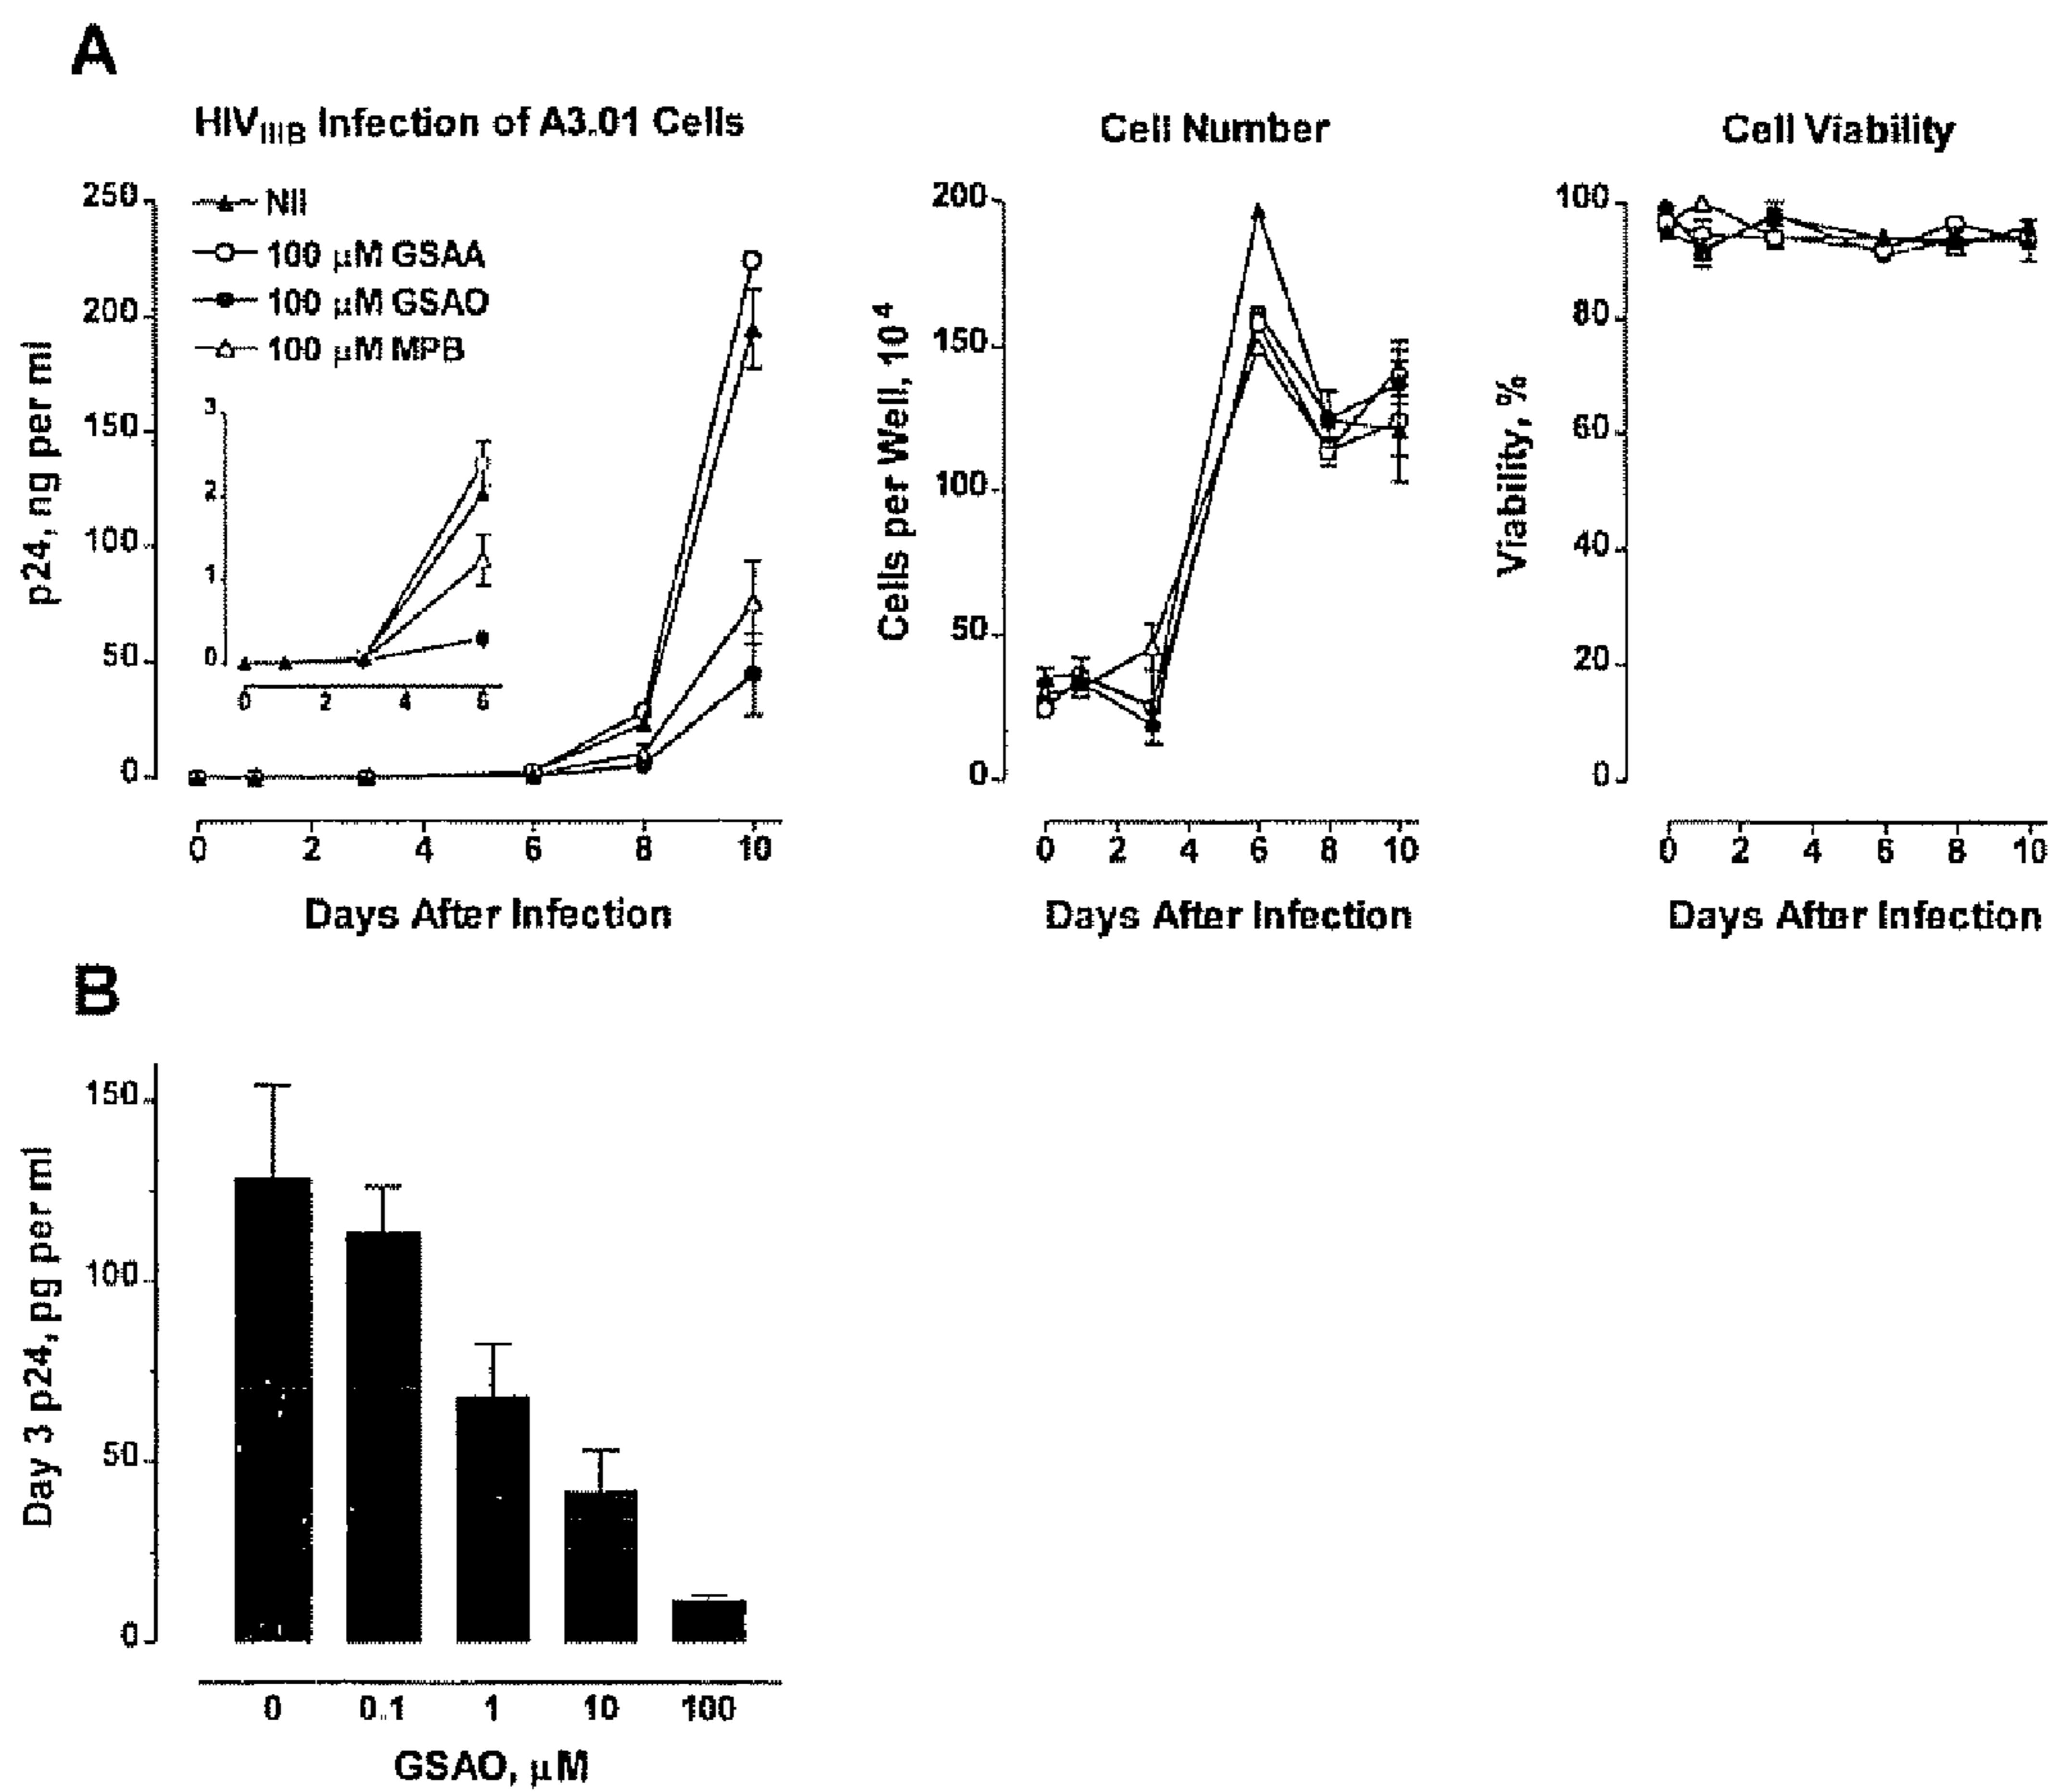 A
HIVIIIB Infection of A3.01 Cells
Cell Number
Cell Viability
p24, ng per ml
250
200
150
100
50
0
Nil
100 µM GSAA
100 µM GSAO
100 µM MPB
3
2
1
0
0 2 4 6
0 2 4 6 8 10
Days After Infection
Cells per Well, 10⁴
200
150
100
50
0
0 2 4 6 8 10
Days After Infection
Viability, %
100
80
60
40
20
0
0 2 4 6 8 10
Days After Infection
B
Day 3 p24, pg per ml
150
100
50
0
0 0.1 1 10 100
GSAO, µM